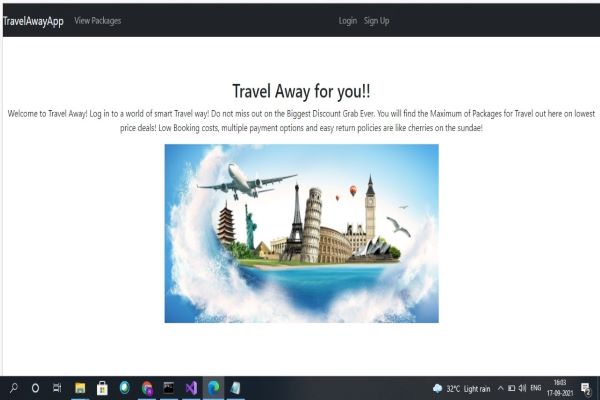 TravelAwayApp View Packages Login Sign Up
Travel Away for you!!
Welcome to Travel Away! Log in to a world of smart Travel way! Do not miss out on the Biggest Discount Grab Ever. You will find the Maximum of Packages for Travel out here on lowest
price deals! Low Booking costs, multiple payment options and easy return policies are like cherries on the sundae!
32°C Light rain ENG 16:03
17-09-2021 2